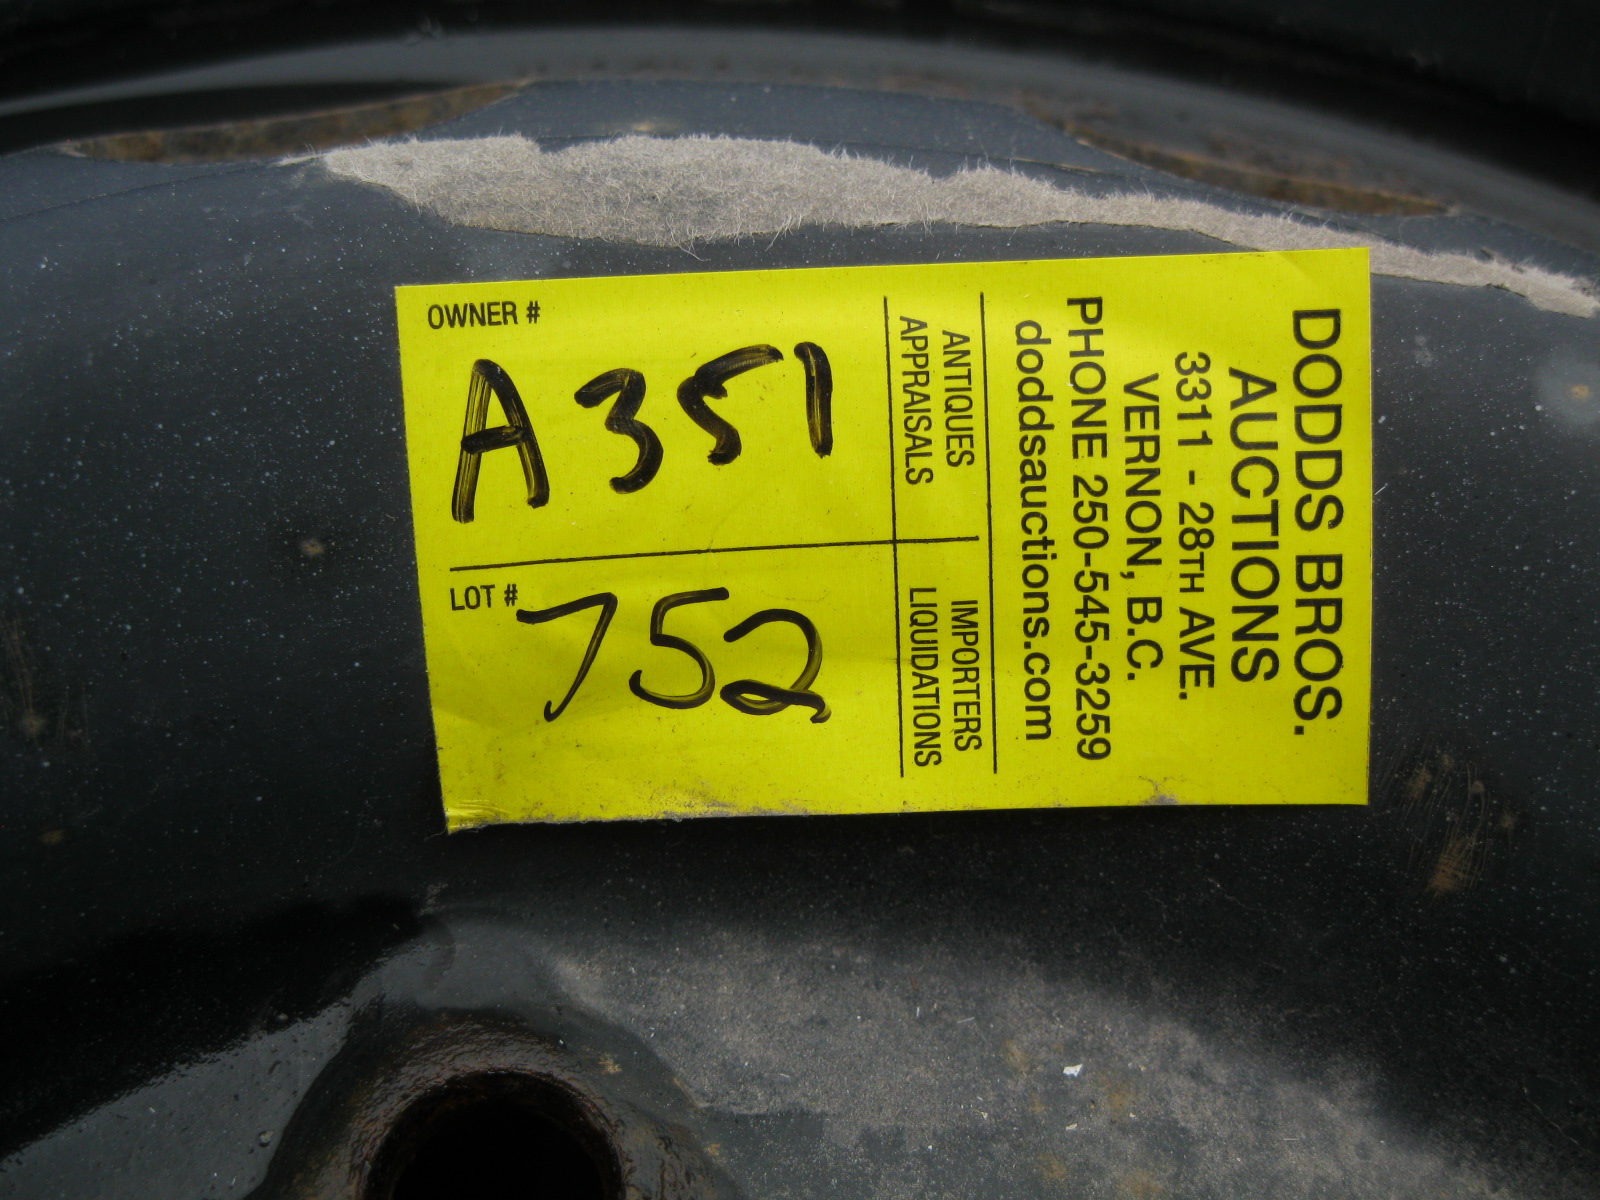 DODDS BROS.
AUCTIONS
3311 - 28TH AVE.
VERNON, B.C.
PHONE 250-545-3259
doddsauctions.com
ANTIQUES IMPORTERS
APPRAISALS LIQUIDATIONS
OWNER #
A351
LOT #
752